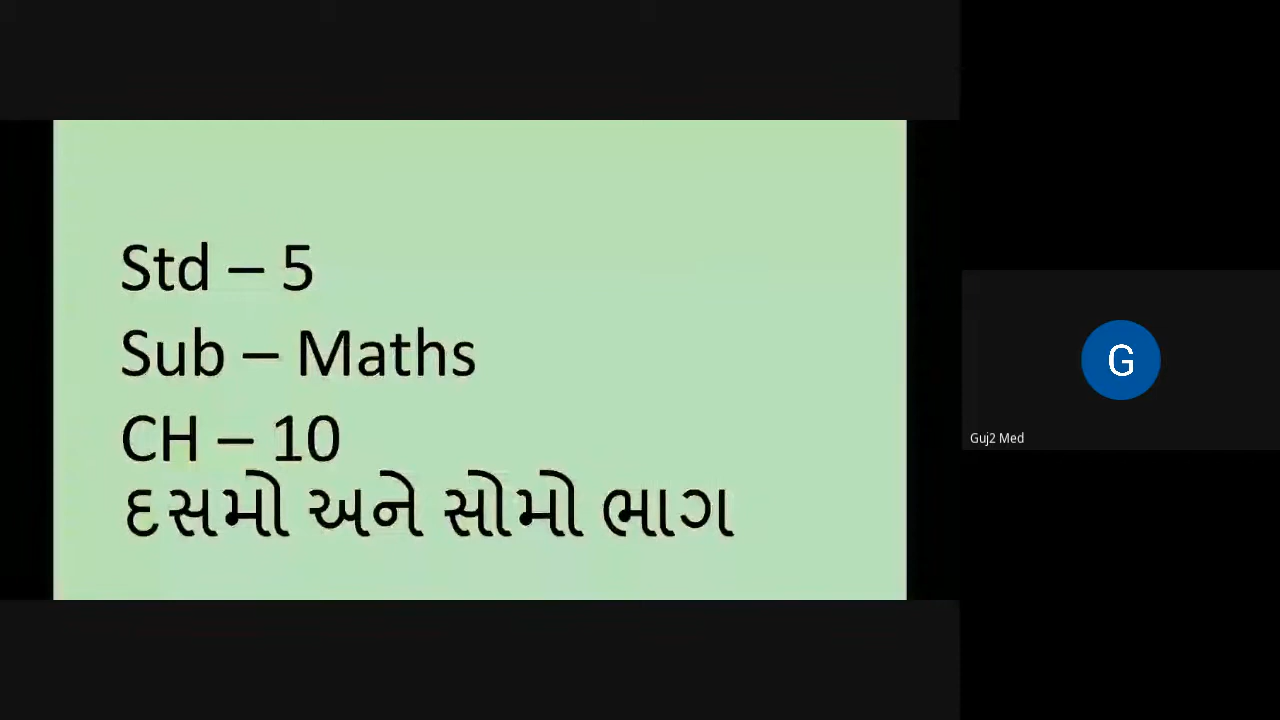 Std – 5
Sub – Maths
CH – 10
દસમો અને સોમો ભાગ
G
Guj2 Med